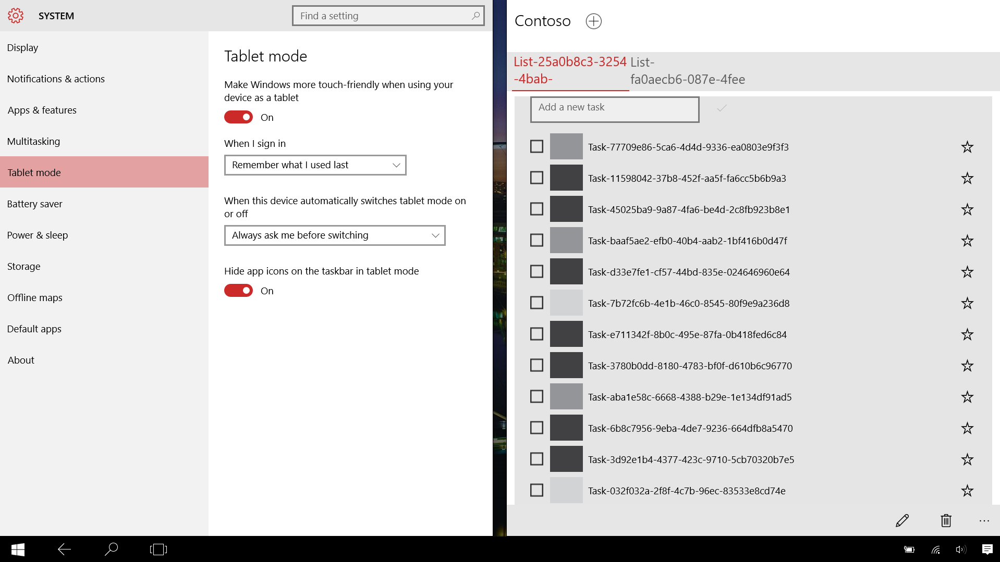 SYSTEM
Find a setting
Display
Notifications & actions
Apps & features
Multitasking
Tablet mode
Battery saver
Power & sleep
Storage
Offline maps
Default apps
About
Tablet mode
Make Windows more touch-friendly when using your
device as a tablet
On
When I sign in
Remember what I used last
When this device automatically switches tablet mode on
or off
Always ask me before switching
Hide app icons on the taskbar in tablet mode
On
Contoso
List-25a0b8c3-3254
-4bab-
List-
fa0aecb6-087e-4fee
Add a new task
Task-77709e86-5ca6-4d4d-9336-ea0803e9f3f3
Task-11598042-37b8-452f-aa5f-fa6cc5b6b9a3
Task-45025ba9-9a87-4fa6-be4d-2c8fb923b8e1
Task-baaf5ae2-efb0-40b4-aab2-1bf416b0d47f
Task-d33e7fe1-cf57-44bd-835e-024646960e64
Task-7b72fc6b-4e1b-46c0-8545-80f9e9a236d8
Task-e711342f-8b0c-495e-87fa-0b418fed6c84
Task-3780b0dd-8180-4783-bf0f-d610b6c96770
Task-aba1e58c-6668-4388-b29e-1e134df91ad5
Task-6b8c7956-9eba-4de7-9236-664dfb8a5470
Task-3d92e1b4-4377-423c-9710-5cb70320b7e5
Task-032f032a-2f8f-4c7b-96ec-83533e8cd74e